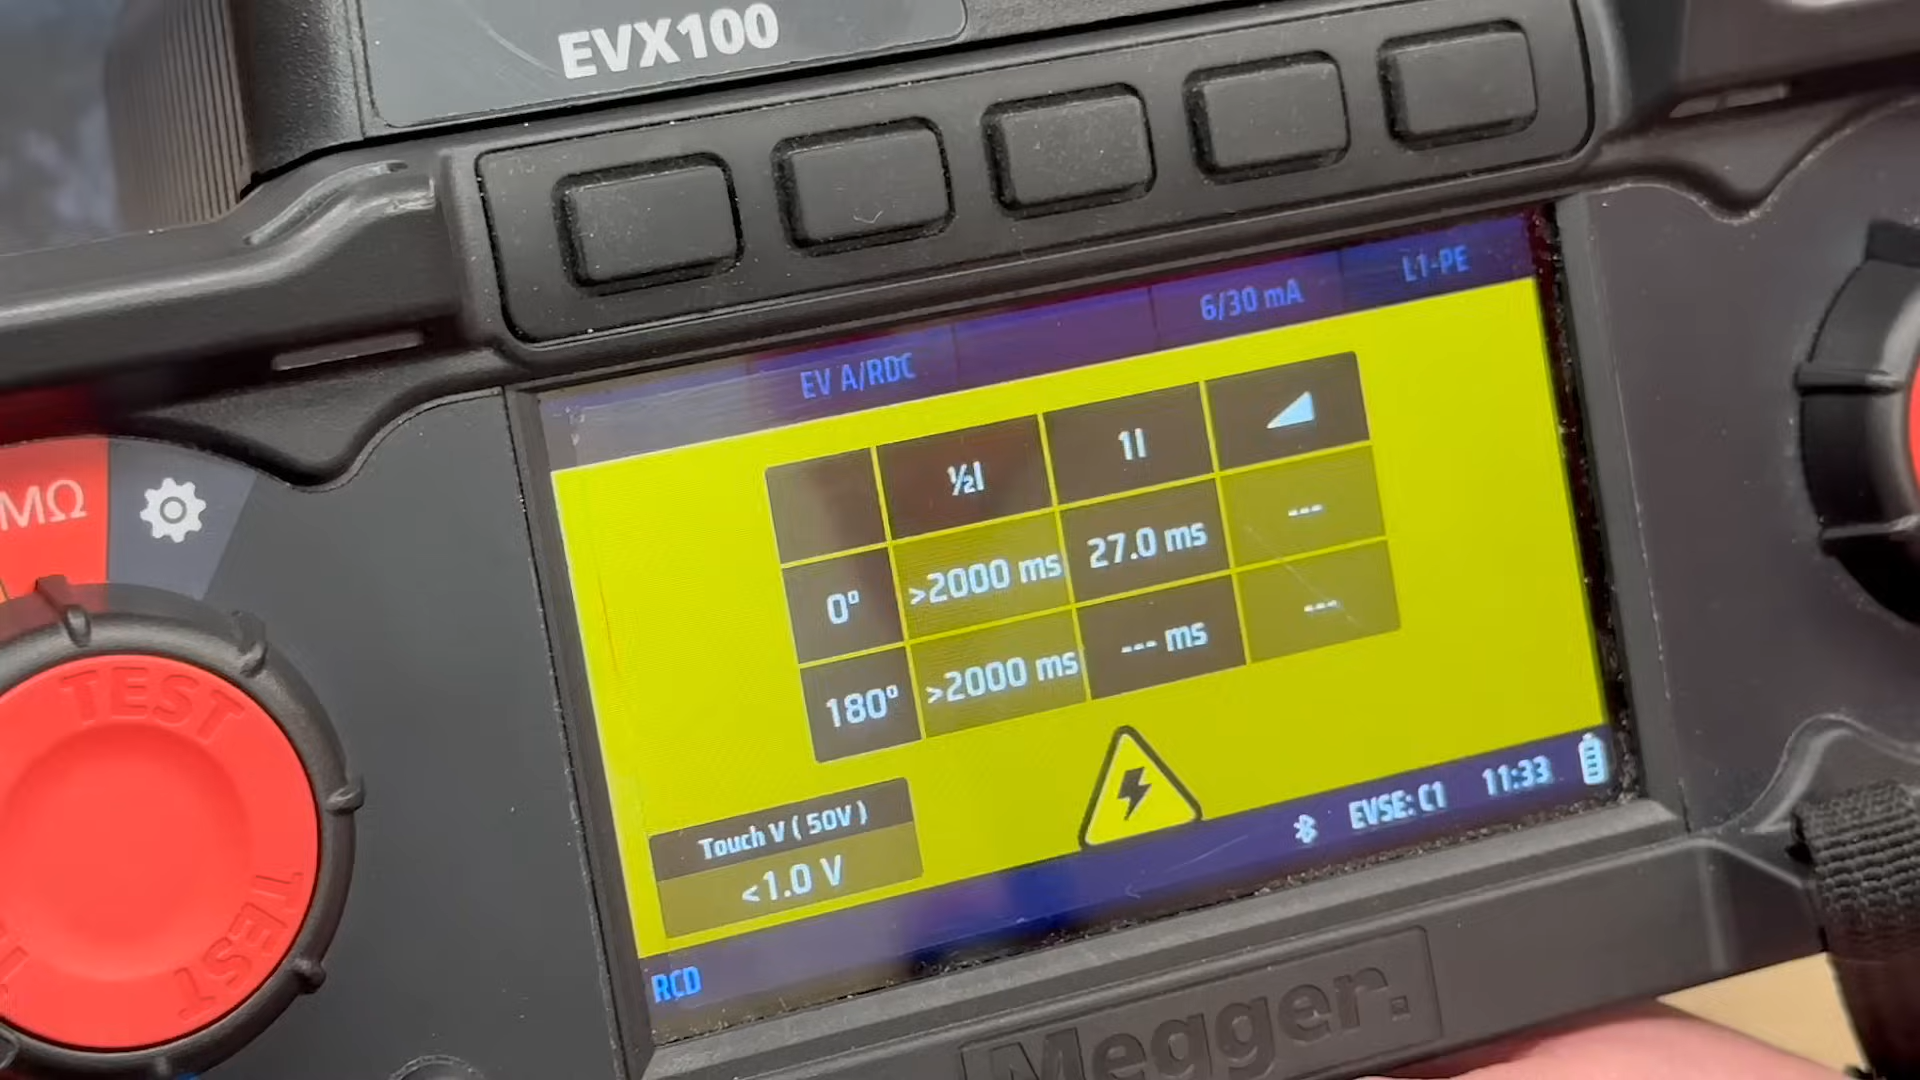 EVX100
EV A/RDC 6/30 mA L1-PE
½I 1I
0° >2000 ms 27.0 ms ---
180° >2000 ms --- ms ---
Touch V ( 50V )
<1.0 V
EVSE: C1 11:33
RCD
MΩ
TEST
TEST
Megger.